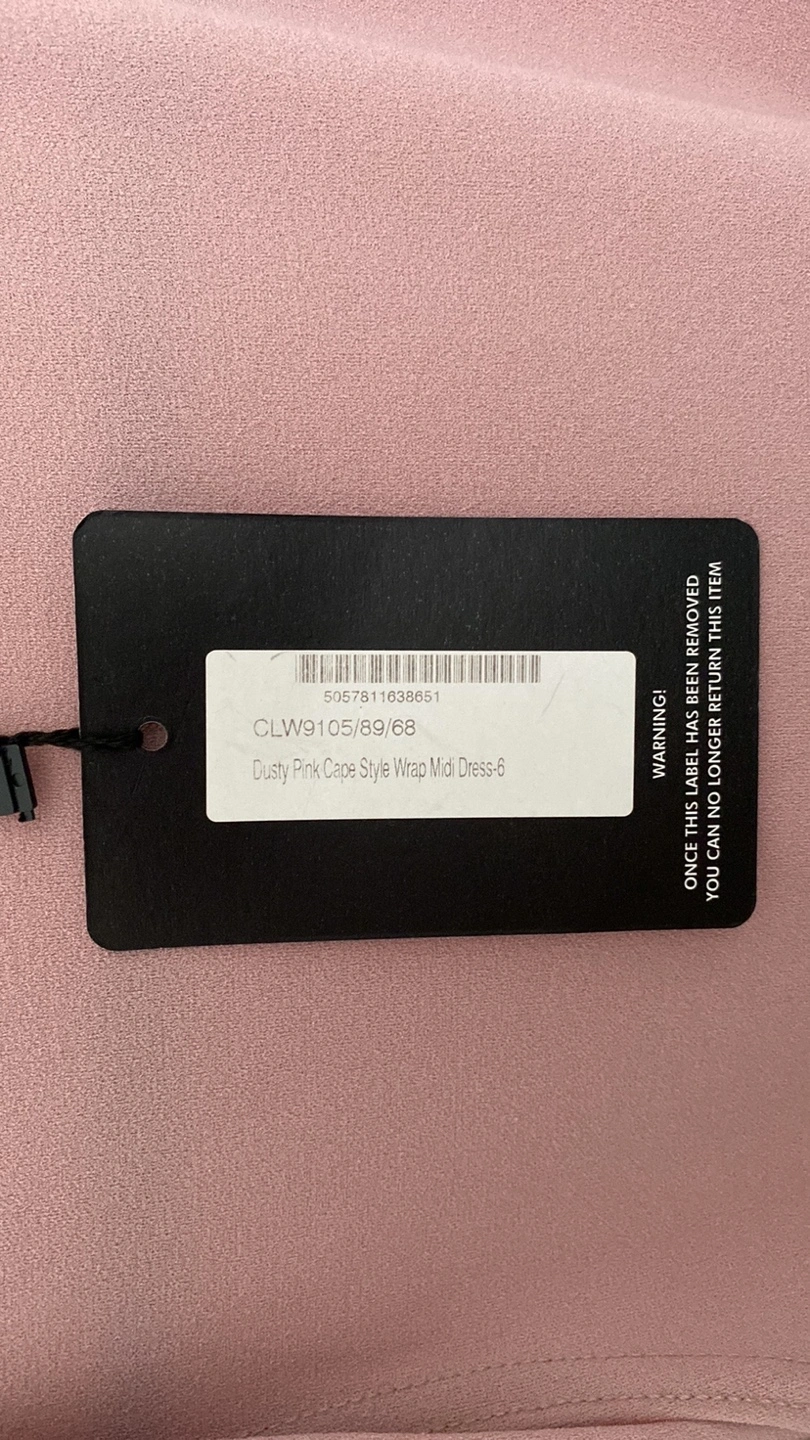 5057811638651
CLW9105/89/68
Dusty Pink Cape Style Wrap Midi Dress-6
WARNING!
ONCE THIS LABEL HAS BEEN REMOVED
YOU CAN NO LONGER RETURN THIS ITEM